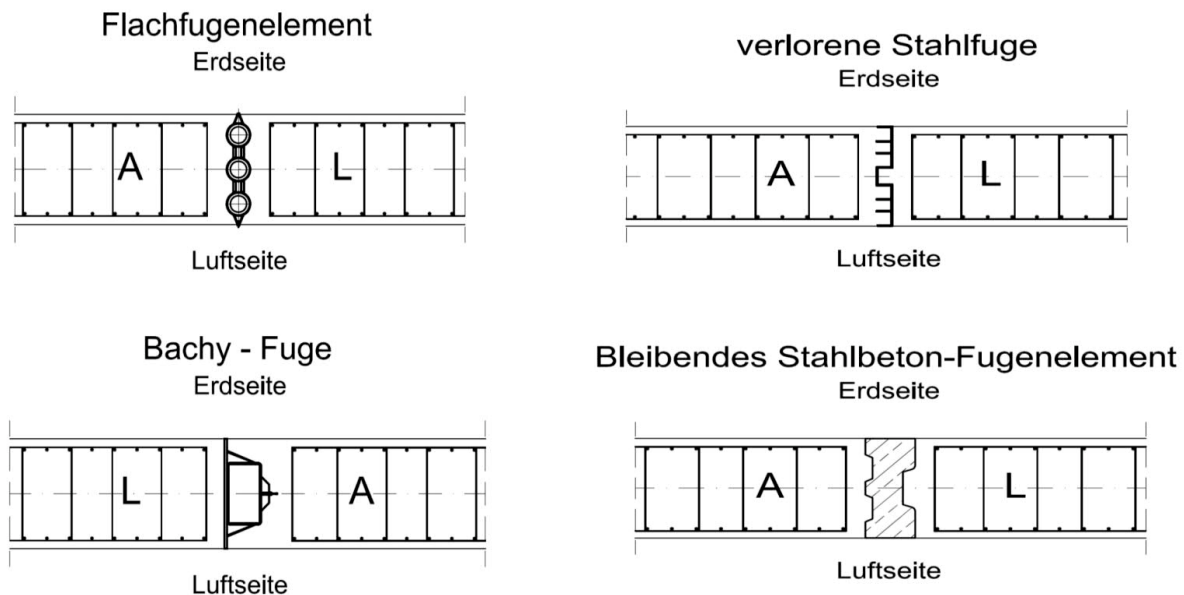 Flachfugenelement
Erdseite
A
L
Luftseite
verlorene Stahlfuge
Erdseite
A
L
Luftseite
Bachy - Fuge
Erdseite
L
A
Luftseite
Bleibendes Stahlbeton-Fugenelement
Erdseite
A
L
Luftseite